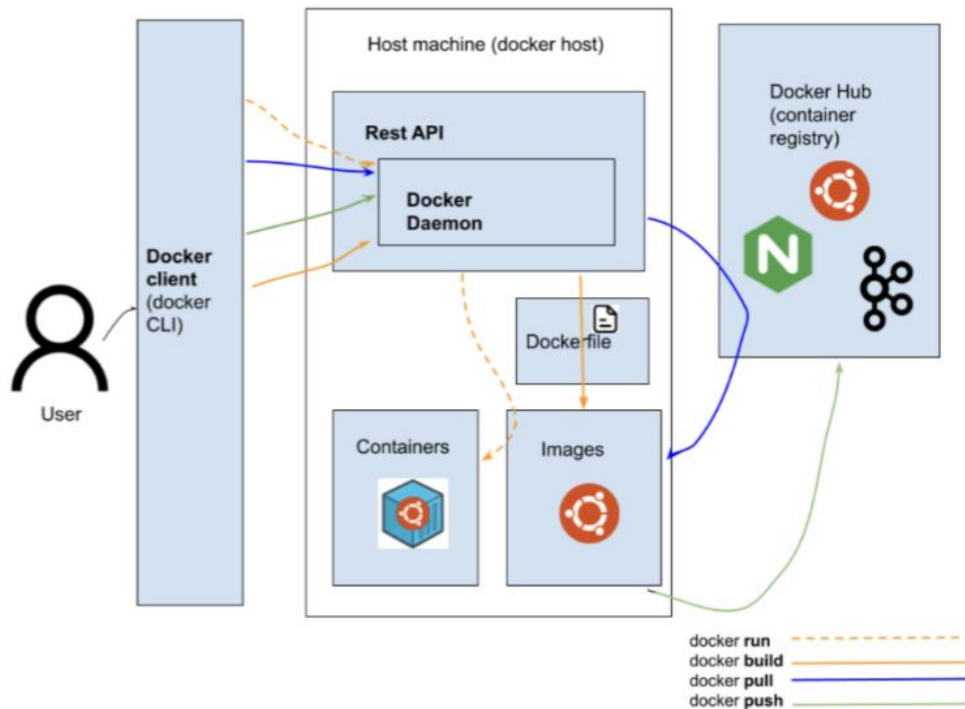 Host machine (docker host)
Rest API
Docker
Daemon
Docker Hub
(container
registry)
N
Docker
client
(docker
CLI)
User
Dockerfile
Containers
Images
docker run
docker build
docker pull
docker push